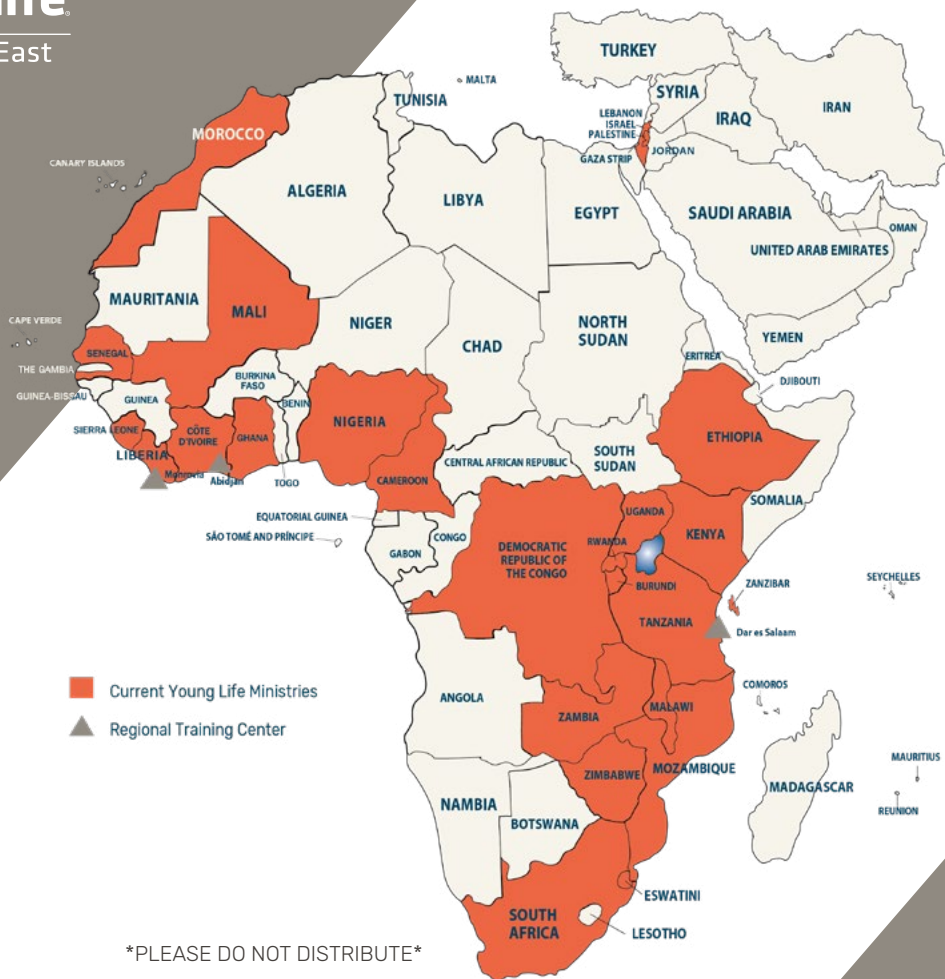 East
TURKEY
MALTA
SYRIA
TUNISIA
LEBANON
ISRAEL
PALESTINE
IRAQ
IRAN
MOROCCO
JORDAN
GAZA STRIP
CANARY ISLANDS
ALGERIA
LIBYA
EGYPT
SAUDI ARABIA
OMAN
UNITED ARAB EMIRATES
MAURITANIA
MALI
CAPE VERDE
NIGER
CHAD
NORTH
SUDAN
YEMEN
SENEGAL
ERITREA
THE GAMBIA
BURKINA
FASO
DJIBOUTI
GUINEA-BISSAU
GUINEA
BENIN
NIGERIA
SIERRA LEONE
CÔTE
D'IVOIRE
GHANA
ETHIOPIA
LIBERIA
CENTRAL AFRICAN REPUBLIC
SOUTH
SUDAN
Monrovia
Abidjan
TOGO
CAMEROON
SOMALIA
EQUATORIAL GUINEA
UGANDA
SÃO TOMÉ AND PRÍNCIPE
CONGO
KENYA
GABON
DEMOCRATIC
REPUBLIC OF
THE CONGO
RWANDA
BURUNDI
ZANZIBAR
SEYCHELLES
TANZANIA
Dar es Salaam
Current Young Life Ministries
Regional Training Center
ANGOLA
COMOROS
ZAMBIA
MALAWI
MOZAMBIQUE
ZIMBABWE
MAURITIUS
MADAGASCAR
REUNION
NAMBIA
BOTSWANA
ESWATINI
SOUTH
AFRICA
LESOTHO
*PLEASE DO NOT DISTRIBUTE*